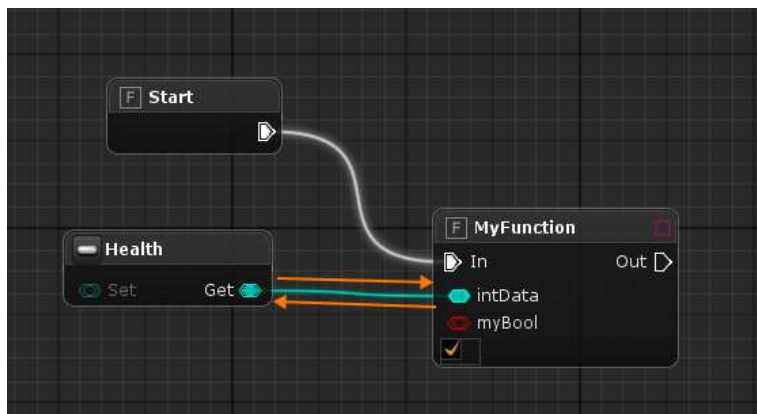 F Start
F MyFunction
Health
In Out
Set Get
intData
myBool